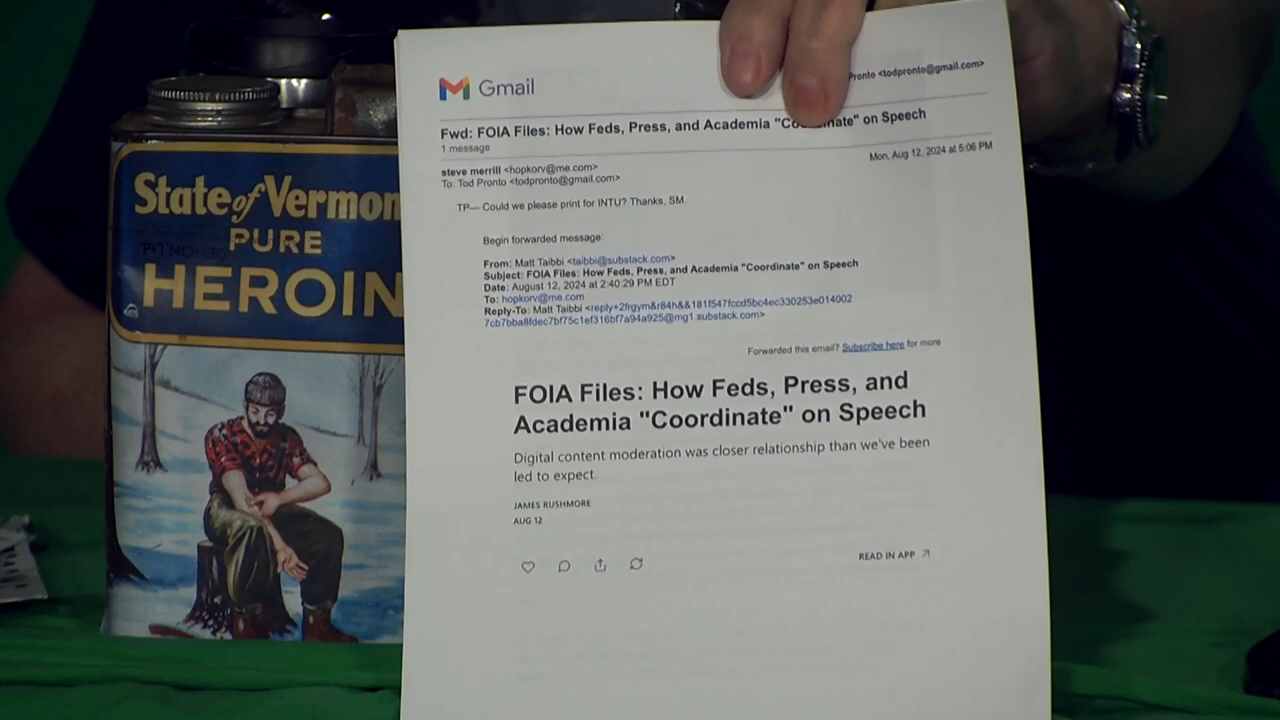 State of Vermon
PURE
HEROIN
Gmail
Pronto <todpronto@gmail.com>
Fwd: FOIA Files: How Feds, Press, and Academia "Co nate" on Speech
1 message
steve merrill <hopkorv@me.com>
Mon, Aug 12, 2024 at 5:06 PM
To: Tod Pronto <todpronto@gmail.com>
TP— Could we please print for INTU? Thanks, SM.
Begin forwarded message:
From: Matt Taibbi <taibbi@substack.com>
Subject: FOIA Files: How Feds, Press, and Academia "Coordinate" on Speech
Date: August 12, 2024 at 2:40:29 PM EDT
To: hopkorv@me.com
Reply-To: Matt Taibbi <reply+2frgym&r84h&&181f547fccd5bc4ec330253e014002
7cb7bba8fdec7bf75c1ef316bf7a94a925@mg1.substack.com>
Forwarded this email? Subscribe here for more
FOIA Files: How Feds, Press, and
Academia "Coordinate" on Speech
Digital content moderation was closer relationship than we've been
led to expect.
JAMES RUSHMORE
AUG 12
READ IN APP